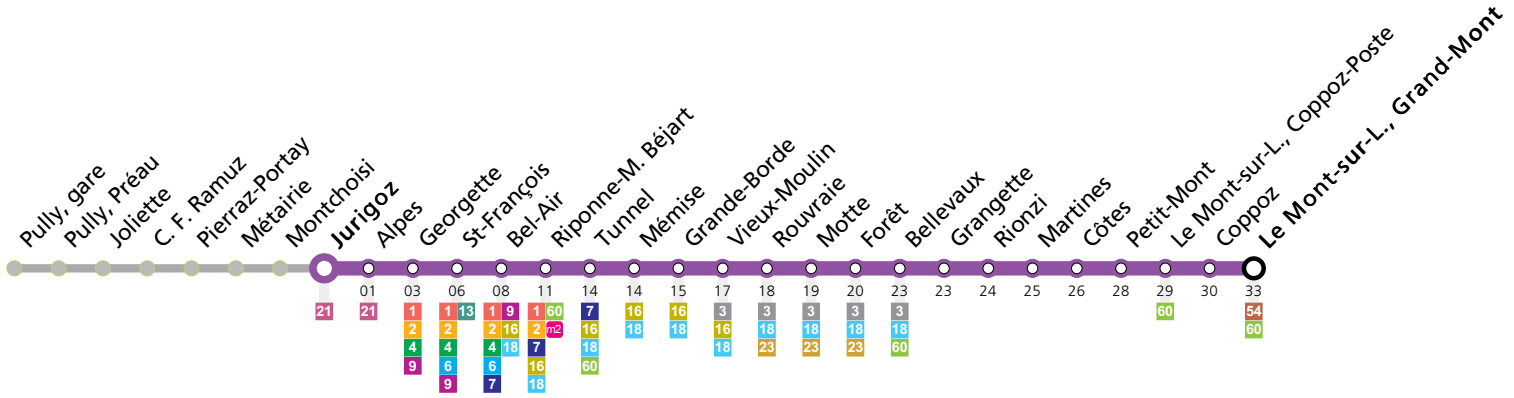 Pully, gare
Pully, Préau
Joliette
C. F. Ramuz
Pierraz-Portay
Métairie
Montchoisi
Jurigoz
Alpes
Georgette
St-François
Bel-Air
Riponne-M. Béjart
Tunnel
Mémise
Grande-Borde
Vieux-Moulin
Rouvraie
Motte
Forêt
Bellevaux
Grangette
Rionzi
Martines
Côtes
Petit-Mont
Le Mont-sur-L., Coppoz-Poste
Coppoz
Le Mont-sur-L., Grand-Mont
01 03 06 08 11 14 14 15 17 18 19 20 23 23 24 25 26 28 29 30 33
21 21 1 1 13 1 9 1 60 7 16 16 3 3 3 3 3 60 54
2 2 2 16 2 m2 16 18 18 16 18 18 18 18 60
4 4 4 18 7 18 18 23 23 23 60
9 6 6 16 60
9 7 18